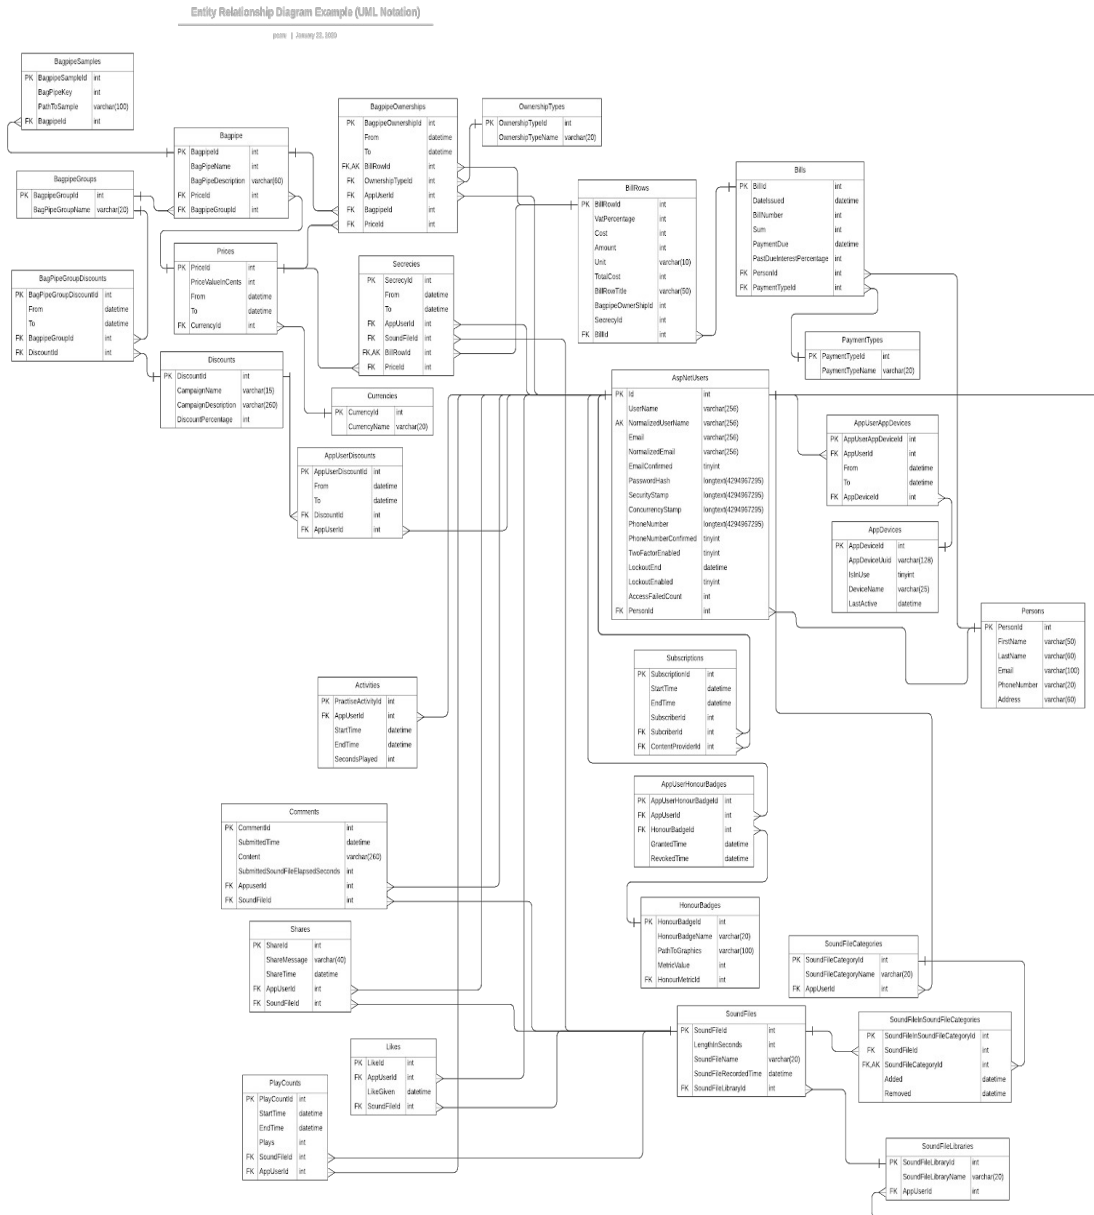 Entity Relationship Diagram Example (UML Notation)
| January 23, 2020
BagpipeSamples
PK BagpipeSampleId int
BagPipeKey int
PathToSample varchar(100)
FK BagpipeId int
Bagpipe
PK BagpipeId int
BagPipeName int
BagPipeDescription varchar(60)
FK PriceId int
FK BagpipeGroupId int
BagpipeOwnerships
PK BagpipeOwnershipId int
From datetime
To datetime
FK,AK BillRowId int
FK OwnershipTypeId int
FK AppUserId int
FK BagpipeId int
FK PriceId int
OwnershipTypes
PK OwnershipTypeId int
OwnershipTypeName varchar(20)
BagpipeGroups
PK BagpipeGroupId int
BagPipeGroupName varchar(20)
BillRows
PK BillRowId int
VatPercentage int
Cost int
Amount int
Unit varchar(10)
TotalCost int
BillRowTitle varchar(50)
BagpipeOwnerShipId int
SecrecyId int
FK BillId int
Bills
PK BillId int
DateIssued datetime
BillNumber int
Sum int
PaymentDue datetime
PastDueInterestPercentage int
FK PersonId int
FK PaymentTypeId int
Prices
PK PriceId int
PriceValueInCents int
From datetime
To datetime
FK CurrencyId int
Secrecies
PK SecrecyId int
From datetime
To datetime
FK AppUserId int
FK SoundFileId int
FK,AK BillRowId int
FK PriceId int
BagPipeGroupDiscounts
PK BagPipeGroupDiscountId int
From datetime
To datetime
FK BagpipeGroupId int
FK DiscountId int
PaymentTypes
PK PaymentTypeId int
PaymentTypeName varchar(20)
Discounts
PK DiscountId int
CampaignName varchar(15)
CampaignDescription varchar(260)
DiscountPercentage int
Currencies
PK CurrencyId int
CurrencyName varchar(20)
AspNetUsers
PK Id int
UserName varchar(256)
AK NormalizedUserName varchar(256)
Email varchar(256)
NormalizedEmail varchar(256)
EmailConfirmed tinyint
PasswordHash longtext(4294967295)
SecurityStamp longtext(4294967295)
ConcurrencyStamp longtext(4294967295)
PhoneNumber longtext(4294967295)
PhoneNumberConfirmed tinyint
TwoFactorEnabled tinyint
LockoutEnd datetime
LockoutEnabled tinyint
AccessFailedCount int
FK PersonId int
AppUserAppDevices
PK AppUserAppDeviceId int
FK AppUserId int
From datetime
To datetime
FK AppDeviceId int
AppUserDiscounts
PK AppUserDiscountId int
From datetime
To datetime
FK DiscountId int
FK AppUserId int
AppDevices
PK AppDeviceId int
AppDeviceUuid varchar(128)
IsInUse tinyint
DeviceName varchar(25)
LastActive datetime
Persons
PK PersonId int
FirstName varchar(50)
LastName varchar(60)
Email varchar(100)
PhoneNumber varchar(20)
Address varchar(60)
Subscriptions
PK SubscriptionId int
StartTime datetime
EndTime datetime
SubscriberId int
FK SubcriberId int
FK ContentProviderId int
Activities
PK PractiseActivityId int
FK AppUserId int
StartTime datetime
EndTime datetime
SecondsPlayed int
AppUserHonourBadges
PK AppUserHonourBadgeId int
FK AppUserId int
FK HonourBadgeId int
GrantedTime datetime
RevokedTime datetime
Comments
PK CommentId int
SubmittedTime datetime
Content varchar(260)
SubmittedSoundFileElapsedSeconds int
FK AppuserId int
FK SoundFileId int
HonourBadges
PK HonourBadgeId int
HonourBadgeName varchar(20)
PathToGraphics varchar(100)
MetricValue int
FK HonourMetricId int
Shares
PK ShareId int
ShareMessage varchar(40)
ShareTime datetime
FK AppUserId int
FK SoundFileId int
SoundFileCategories
PK SoundFileCategoryId int
SoundFileCategoryName varchar(20)
FK AppUserId int
SoundFiles
PK SoundFileId int
LengthInSeconds int
SoundFileName varchar(20)
SoundFileRecordedTime datetime
FK SoundFileLibraryId int
SoundFileInSoundFileCategories
PK SoundFileInSoundFileCategoryId int
FK SoundFileId int
FK,AK SoundFileCategoryId int
Added datetime
Removed datetime
Likes
PK LikeId int
FK AppUserId int
LikeGiven datetime
FK SoundFileId int
PlayCounts
PK PlayCountId int
StartTime datetime
EndTime datetime
Plays int
FK SoundFileId int
FK AppUserId int
SoundFileLibraries
PK SoundFileLibraryId int
SoundFileLibraryName varchar(20)
FK AppUserId int